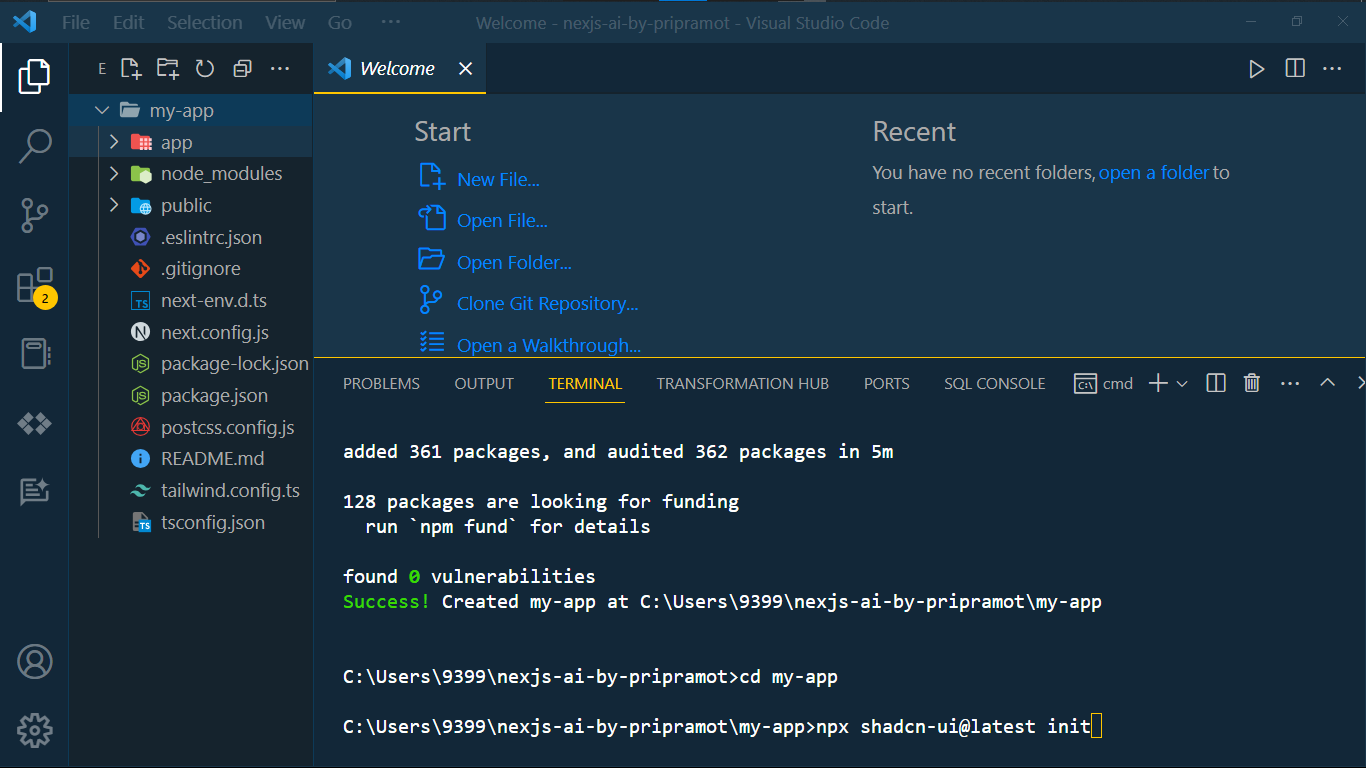 File Edit Selection View Go ··· Welcome - nexjs-ai-by-pripramot - Visual Studio Code
E
Welcome
my-app
app
node_modules
public
.eslintrc.json
.gitignore
next-env.d.ts
next.config.js
package-lock.json
package.json
postcss.config.js
README.md
tailwind.config.ts
tsconfig.json
2
Start
New File...
Open File...
Open Folder...
Clone Git Repository...
Open a Walkthrough...
Recent
You have no recent folders, open a folder to
start.
PROBLEMS OUTPUT TERMINAL TRANSFORMATION HUB PORTS SQL CONSOLE cmd
added 361 packages, and audited 362 packages in 5m
128 packages are looking for funding
run `npm fund` for details
found 0 vulnerabilities
Success! Created my-app at C:\Users\9399\nexjs-ai-by-pripramot\my-app
C:\Users\9399\nexjs-ai-by-pripramot>cd my-app
C:\Users\9399\nexjs-ai-by-pripramot\my-app>npx shadcn-ui@latest init